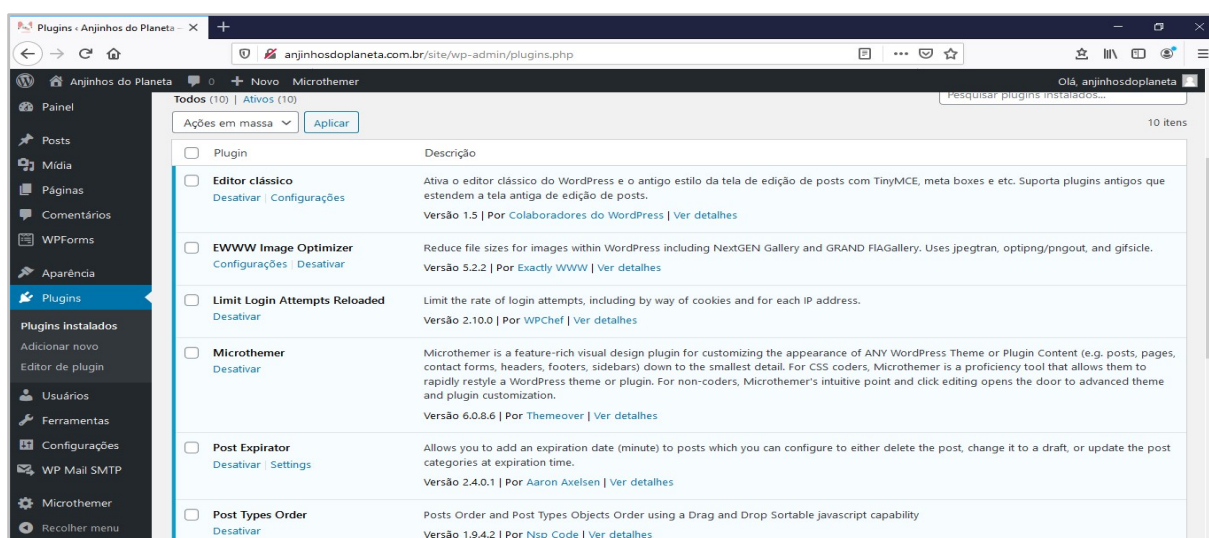 Plugins ‹ Anjinhos do Planeta –
anjinhosdoplaneta.com.br/site/wp-admin/plugins.php
Anjinhos do Planeta 0 + Novo Microthemer
Olá, anjinhosdoplaneta
Painel
Posts
Mídia
Páginas
Comentários
WPForms
Aparência
Plugins
Plugins instalados
Adicionar novo
Editor de plugin
Usuários
Ferramentas
Configurações
WP Mail SMTP
Microthemer
Recolher menu
Todos (10) | Ativos (10)
Pesquisar plugins instalados...
Ações em massa Aplicar
10 itens
Plugin Descrição
Editor clássico
Desativar | Configurações
Ativa o editor clássico do WordPress e o antigo estilo da tela de edição de posts com TinyMCE, meta boxes e etc. Suporta plugins antigos que
estendem a tela antiga de edição de posts.
Versão 1.5 | Por Colaboradores do WordPress | Ver detalhes
EWWW Image Optimizer
Configurações | Desativar
Reduce file sizes for images within WordPress including NextGEN Gallery and GRAND FlAGallery. Uses jpegtran, optipng/pngout, and gifsicle.
Versão 5.2.2 | Por Exactly WWW | Ver detalhes
Limit Login Attempts Reloaded
Desativar
Limit the rate of login attempts, including by way of cookies and for each IP address.
Versão 2.10.0 | Por WPChef | Ver detalhes
Microthemer
Desativar
Microthemer is a feature-rich visual design plugin for customizing the appearance of ANY WordPress Theme or Plugin Content (e.g. posts, pages,
contact forms, headers, footers, sidebars) down to the smallest detail. For CSS coders, Microthemer is a proficiency tool that allows them to
rapidly restyle a WordPress theme or plugin. For non-coders, Microthemer's intuitive point and click editing opens the door to advanced theme
and plugin customization.
Versão 6.0.8.6 | Por Themeover | Ver detalhes
Post Expirator
Desativar | Settings
Allows you to add an expiration date (minute) to posts which you can configure to either delete the post, change it to a draft, or update the post
categories at expiration time.
Versão 2.4.0.1 | Por Aaron Axelsen | Ver detalhes
Post Types Order
Desativar
Posts Order and Post Types Objects Order using a Drag and Drop Sortable javascript capability
Versão 1.9.4.2 | Por Nsp Code | Ver detalhes